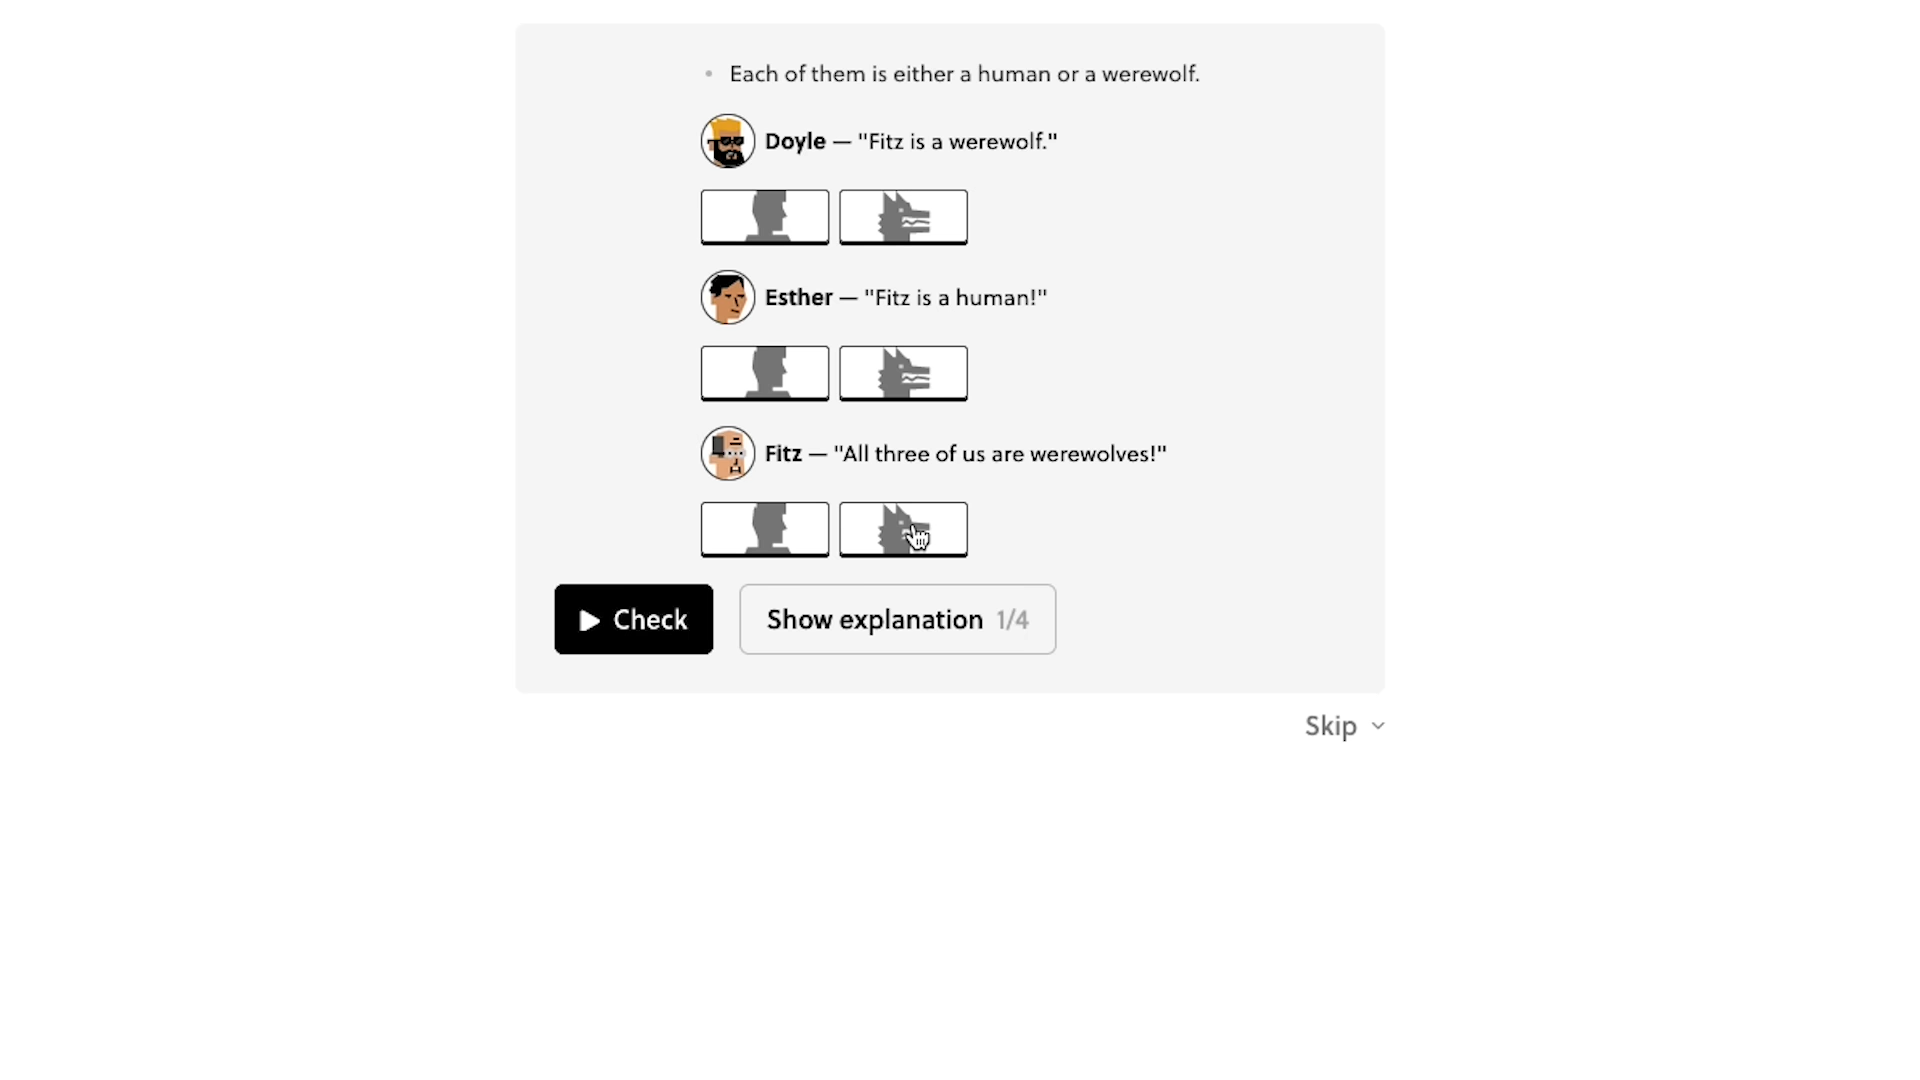 • Each of them is either a human or a werewolf.
Doyle — "Fitz is a werewolf."
Esther — "Fitz is a human!"
Fitz — "All three of us are werewolves!"
Check
Show explanation 1/4
Skip